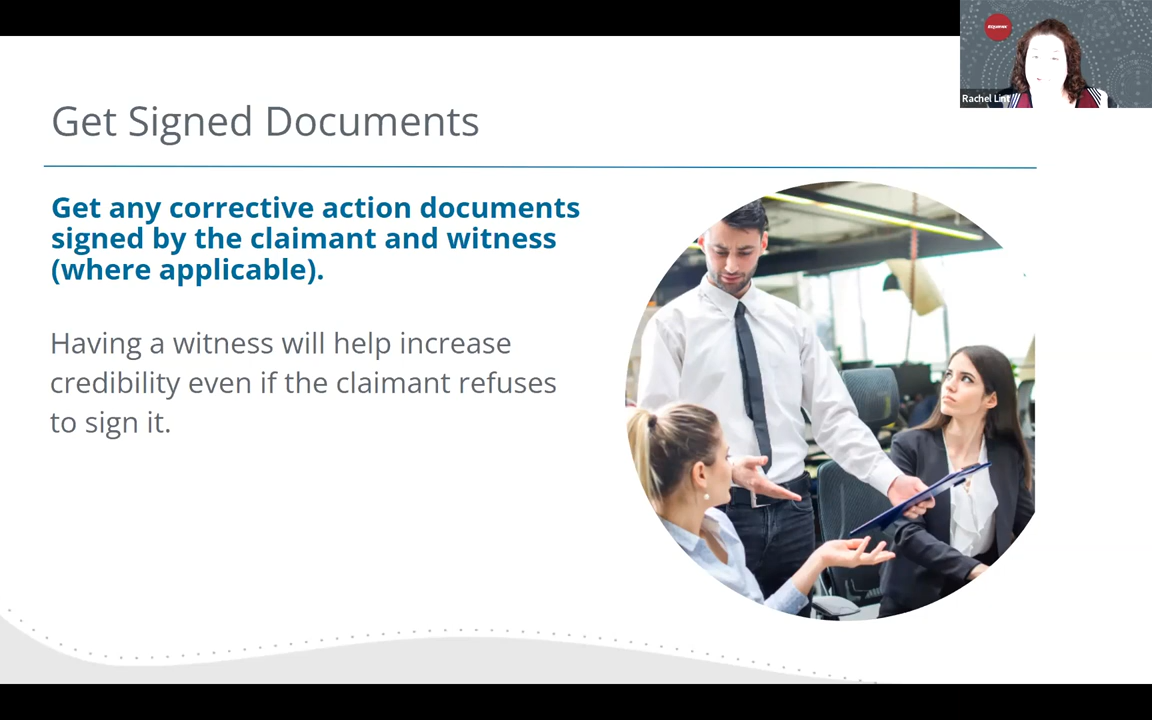 EQUIFAX
Rachel Lint
Get Signed Documents
Get any corrective action documents
signed by the claimant and witness
(where applicable).
Having a witness will help increase
credibility even if the claimant refuses
to sign it.